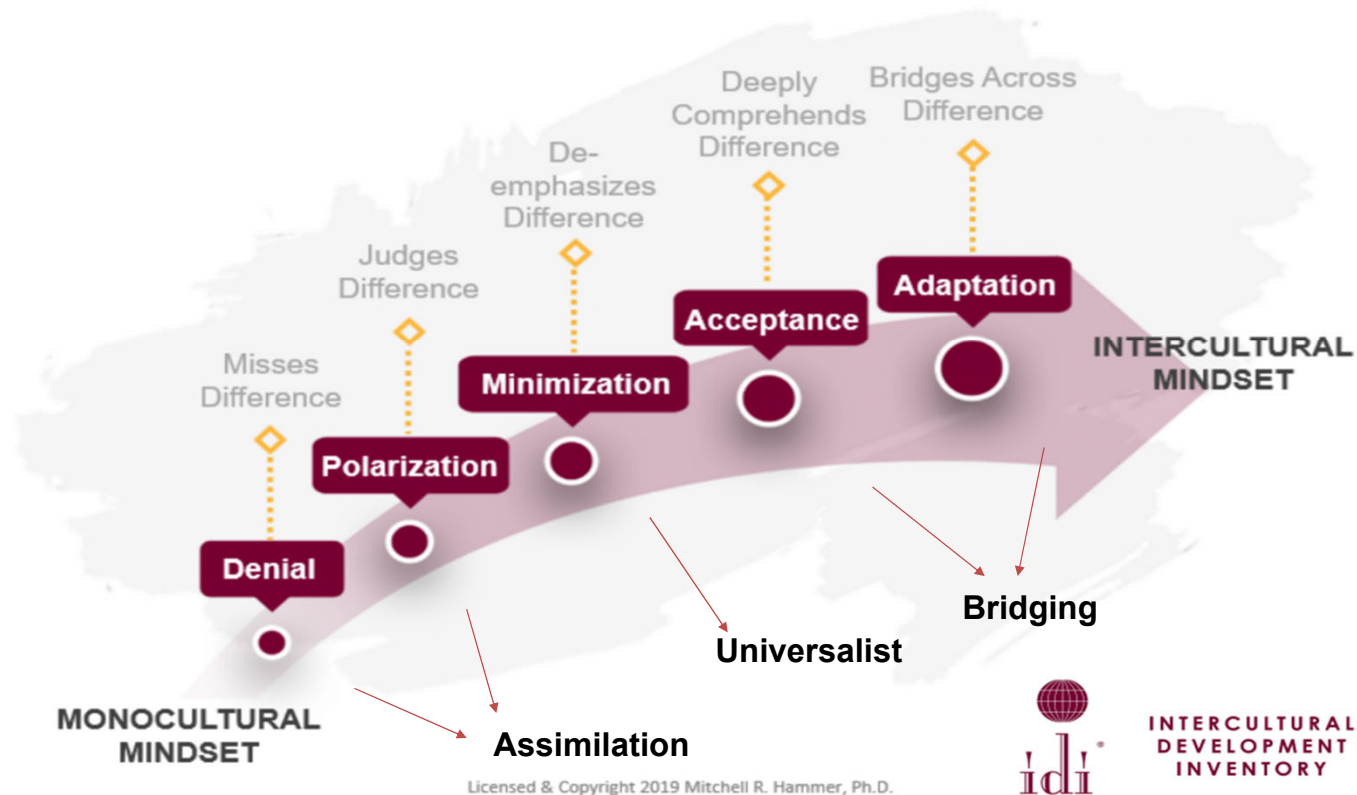 Deeply
Comprehends
Difference
Bridges Across
Difference
De-
emphasizes
Difference
Judges
Difference
Misses
Difference
Adaptation
Acceptance
Minimization
Polarization
Denial
INTERCULTURAL
MINDSET
MONOCULTURAL
MINDSET
Bridging
Universalist
Assimilation
idi®
INTERCULTURAL
DEVELOPMENT
INVENTORY
Licensed & Copyright 2019 Mitchell R. Hammer, Ph.D.